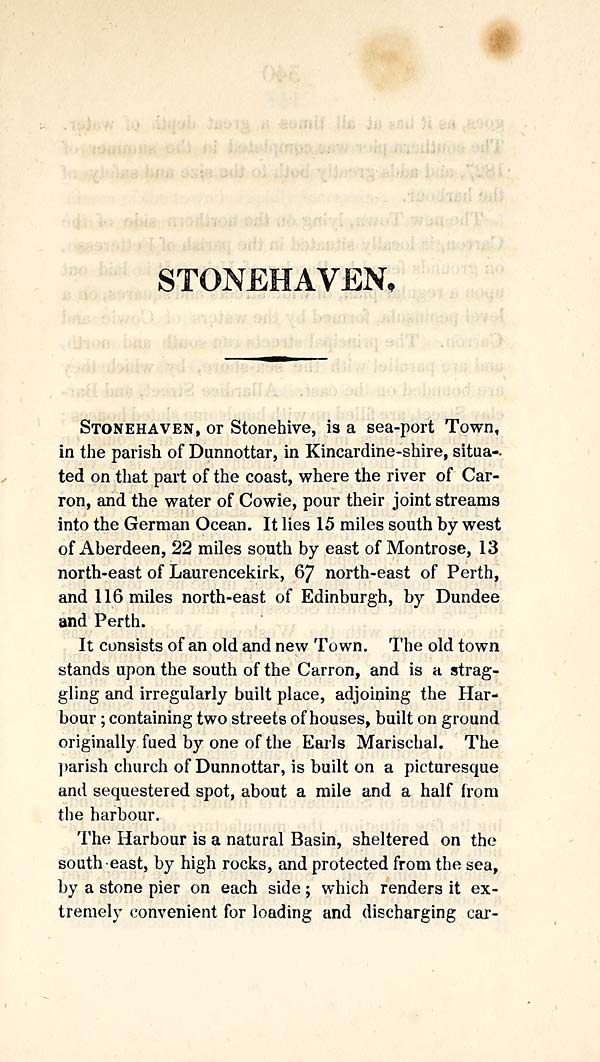 STONEHAVEN.
STONEHAVEN, or Stonehive, is a sea-port Town,
in the parish of Dunnottar, in Kincardine-shire, situa-
ted on that part of the coast, where the river of Car-
ron, and the water of Cowie, pour their joint streams
into the German Ocean. It lies 15 miles south by west
of Aberdeen, 22 miles south by east of Montrose, 13
north-east of Laurencekirk, 67 north-east of Perth,
and 116 miles north-east of Edinburgh, by Dundee
and Perth.
It consists of an old and new Town. The old town
stands upon the south of the Carron, and is a strag-
gling and irregularly built place, adjoining the Har-
bour; containing two streets of houses, built on ground
originally fued by one of the Earls Marischal. The
parish church of Dunnottar, is built on a picturesque
and sequestered spot, about a mile and a half from
the harbour.
The Harbour is a natural Basin, sheltered on the
south-east, by high rocks, and protected from the sea,
by a stone pier on each side; which renders it ex-
tremely convenient for loading and discharging car-